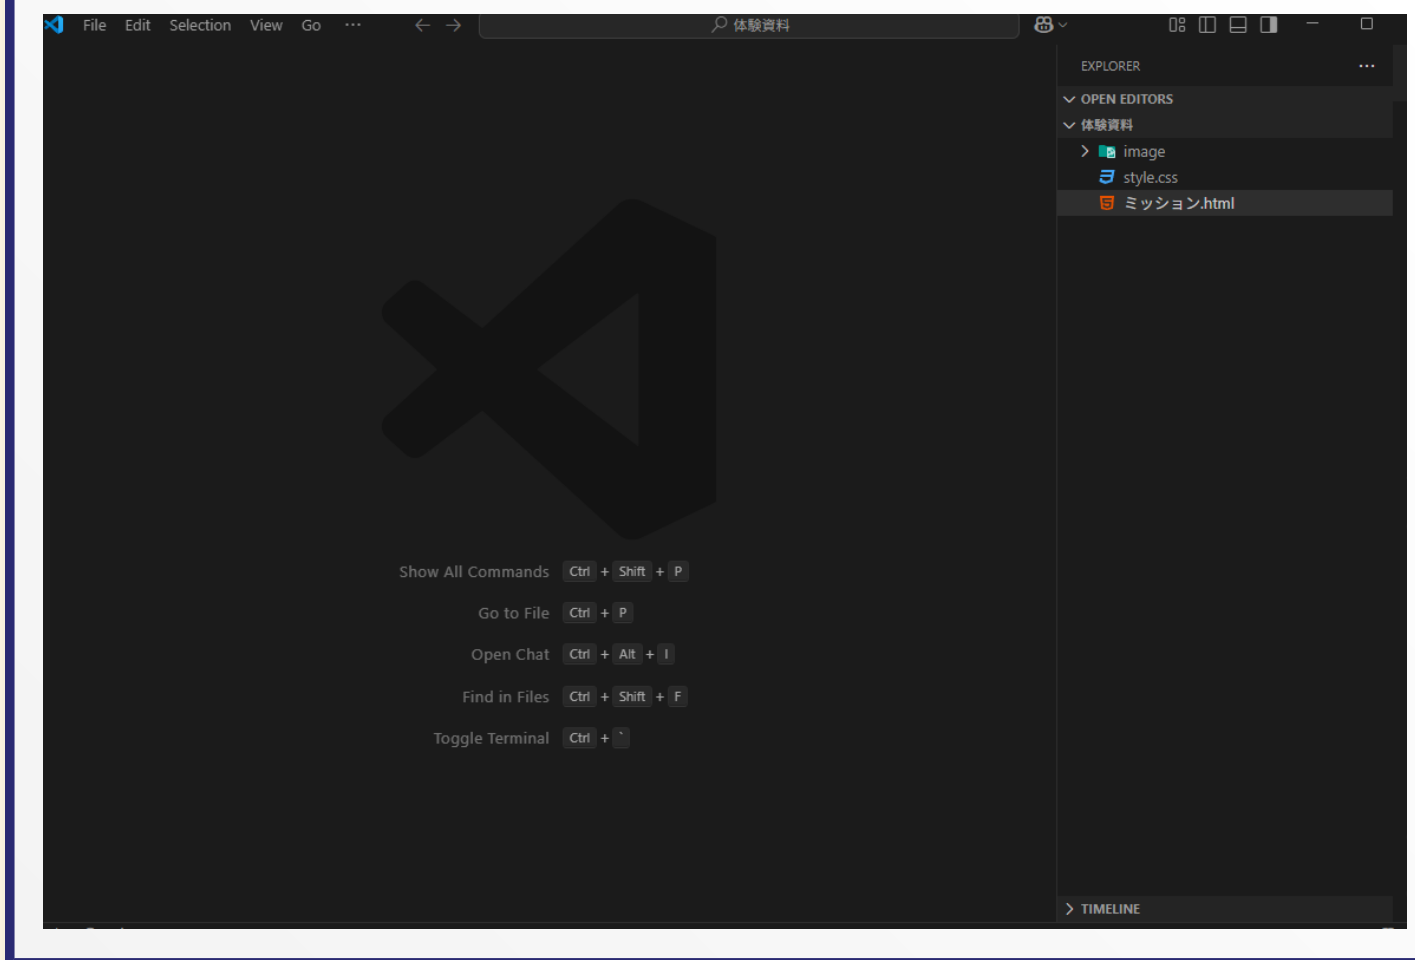 File Edit Selection View Go ···
体験資料
EXPLORER ···
OPEN EDITORS
体験資料
image
style.css
ミッション.html
Show All Commands Ctrl + Shift + P
Go to File Ctrl + P
Open Chat Ctrl + Alt + I
Find in Files Ctrl + Shift + F
Toggle Terminal Ctrl + `
TIMELINE